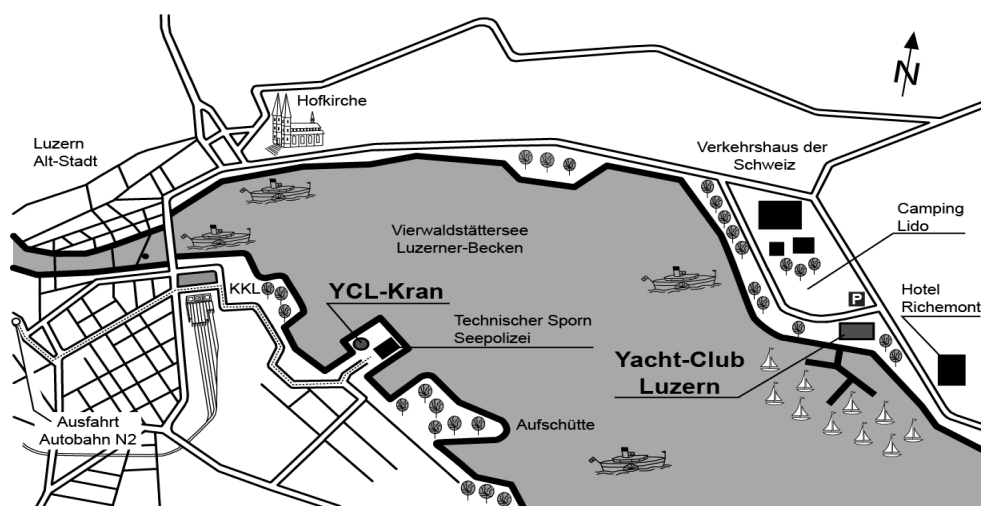 N
Hofkirche
Luzern
Alt-Stadt
Verkehrshaus der
Schweiz
Vierwaldstättersee
Luzerner-Becken
Camping
Lido
KKL
YCL-Kran
Hotel
Richemont
P
Technischer Sporn
Seepolizei
Yacht-Club
Luzern
Aufschütte
Ausfahrt
Autobahn N2